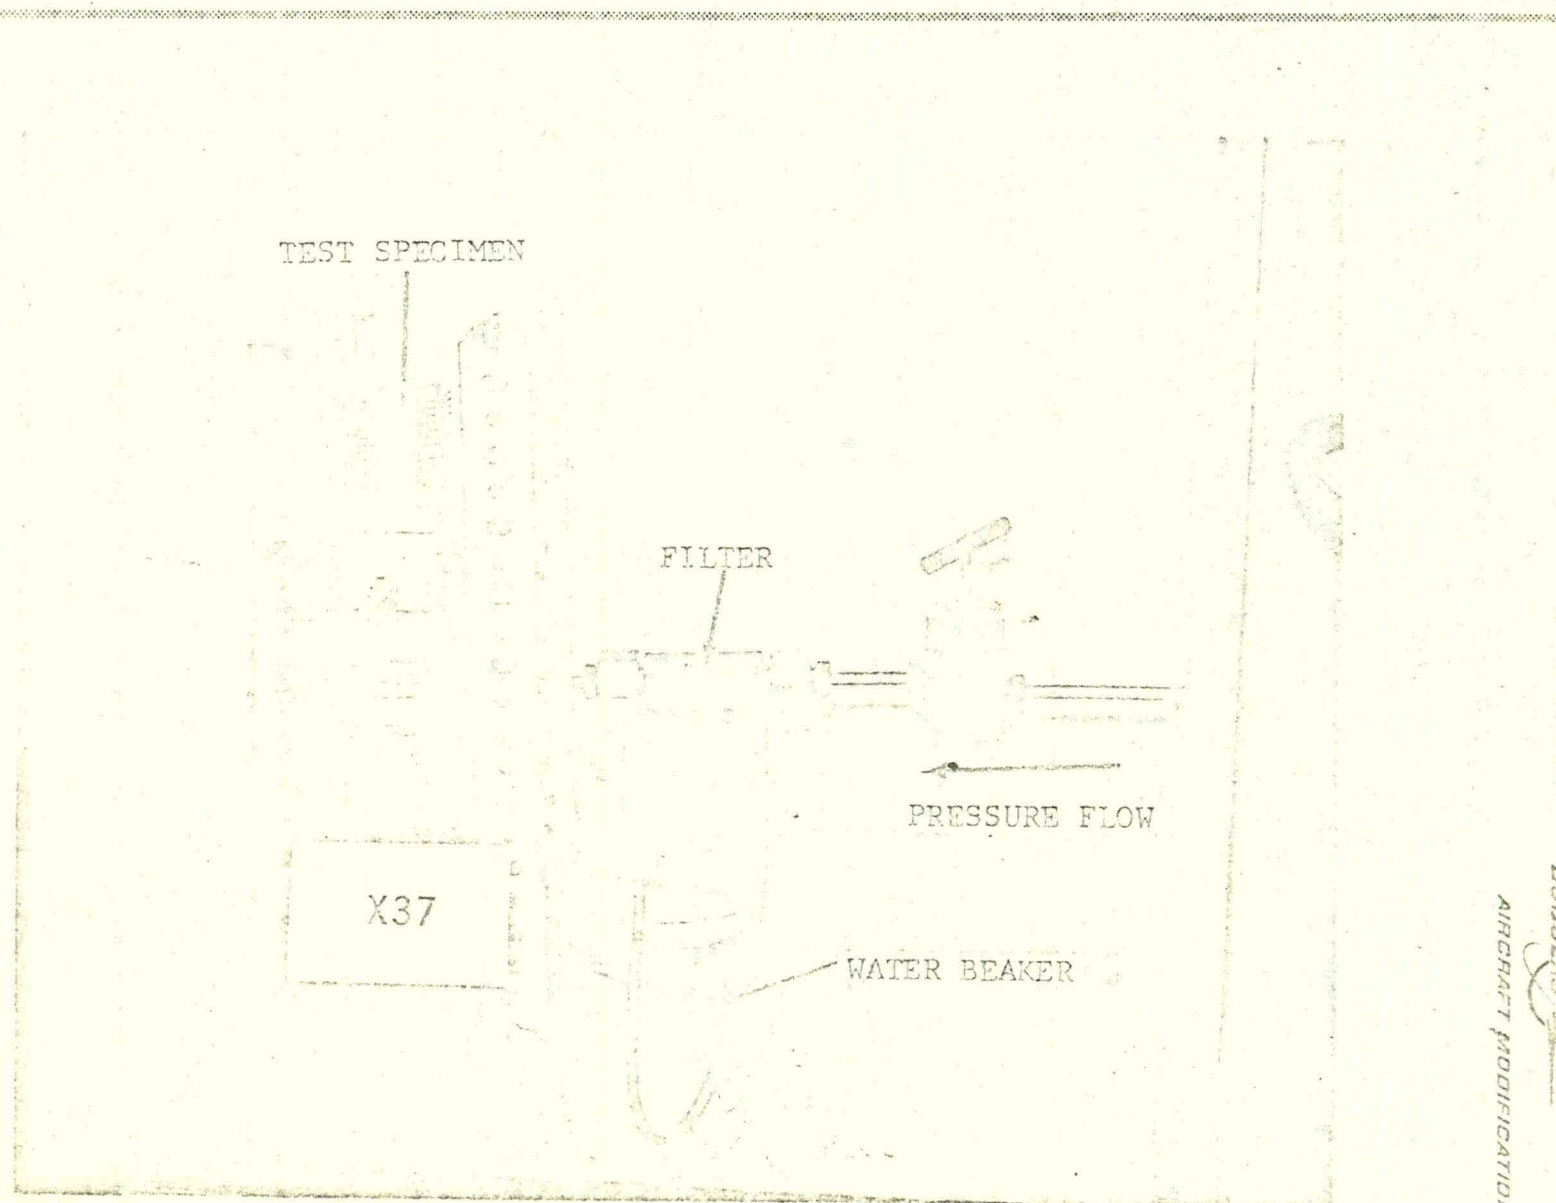 TEST SPECIMEN
FILTER
PRESSURE FLOW
X37
WATER BEAKER
AIRCRAFT MODIFICATIO